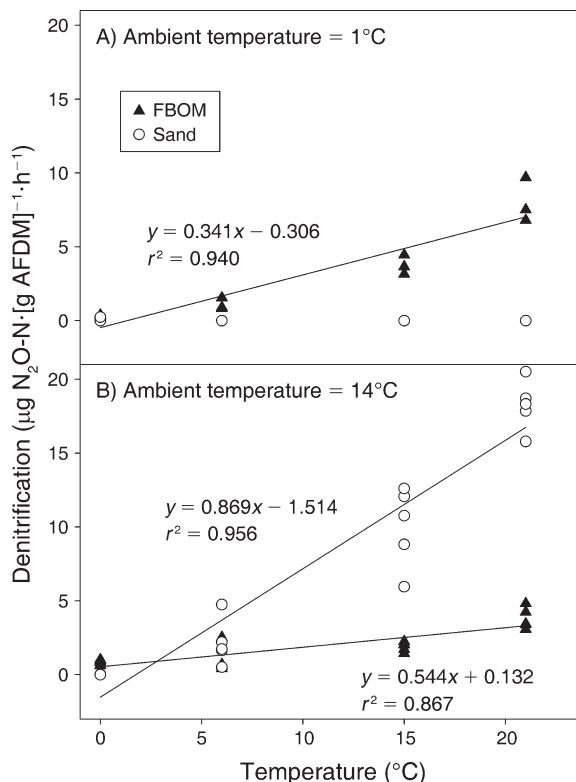 A) Ambient temperature = 1°C
▲ FBOM
○ Sand
y = 0.341x − 0.306
r² = 0.940
20
15
10
5
0
B) Ambient temperature = 14°C
y = 0.869x − 1.514
r² = 0.956
y = 0.544x + 0.132
r² = 0.867
20
15
10
5
0
0 5 10 15 20
Temperature (°C)
Denitrification (μg N₂O-N·[g AFDM]⁻¹·h⁻¹)